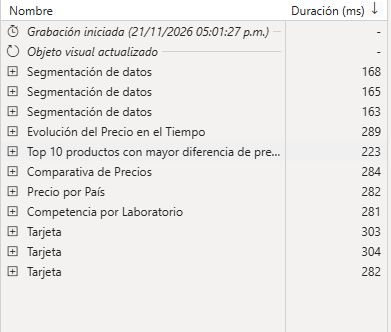 Nombre Duración (ms) ↓
Grabación iniciada (21/11/2026 05:01:27 p.m.) -
Objeto visual actualizado -
Segmentación de datos 168
Segmentación de datos 165
Segmentación de datos 163
Evolución del Precio en el Tiempo 289
Top 10 productos con mayor diferencia de pre... 223
Comparativa de Precios 284
Precio por País 282
Competencia por Laboratorio 281
Tarjeta 303
Tarjeta 304
Tarjeta 282